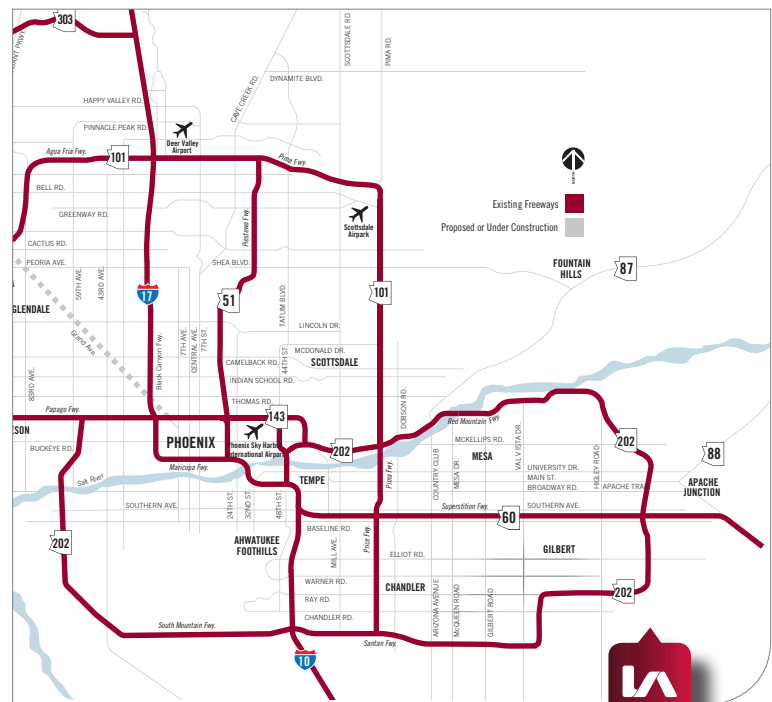 303
SCOTTSDALE RD.
PIMA RD.
CAVE CREEK RD.
DYNAMITE BLVD.
HAPPY VALLEY RD.
PINNACLE PEAK RD.
Deer Valley
Airport
Agua Fria Fwy.
101
Pima Fwy.
BELL RD.
GREENWAY RD.
Piestewa Fwy.
Scottsdale
Airpark
N
Existing Freeways
Proposed or Under Construction
CACTUS RD.
PEORIA AVE.
SHEA BLVD.
FOUNTAIN
HILLS
87
59TH AVE.
43RD AVE.
17
51
TATUM BLVD.
101
GLENDALE
Grand Ave.
Black Canyon Fwy.
7TH AVE.
CENTRAL AVE.
7TH ST.
LINCOLN DR.
MCDONALD DR.
44TH ST.
SCOTTSDALE
CAMELBACK RD.
INDIAN SCHOOL RD.
83RD AVE.
THOMAS RD.
DOBSON RD.
Papago Fwy.
143
Red Mountain Fwy
PHOENIX
Phoenix Sky Harbor
International Airport
202
MCKELLUPS RD.
VAL VISTA DR.
202
BUCKEYE RD.
Maricopa Fwy.
MESA
COUNTRY CLUB
MESA DR.
HIGLEY ROAD
88
Salt River
TEMPE
Pima Fwy.
UNIVERSITY DR.
MAIN ST.
BROADWAY RD.
APACHE TRAIL
APACHE
JUNCTION
SOUTHERN AVE.
24TH ST.
32ND ST.
48TH ST.
Superstition Fwy.
60
SOUTHERN AVE.
202
AHWATUKEE
FOOTHILLS
BASELINE RD.
MILL AVE.
Price Fwy.
ELLIOT RD.
GILBERT
WARNER RD.
CHANDLER
RAY RD.
ARIZONA AVENUE
McQUEEN ROAD
GILBERT ROAD
202
CHANDLER RD.
South Mountain Fwy.
Santan Fwy.
10